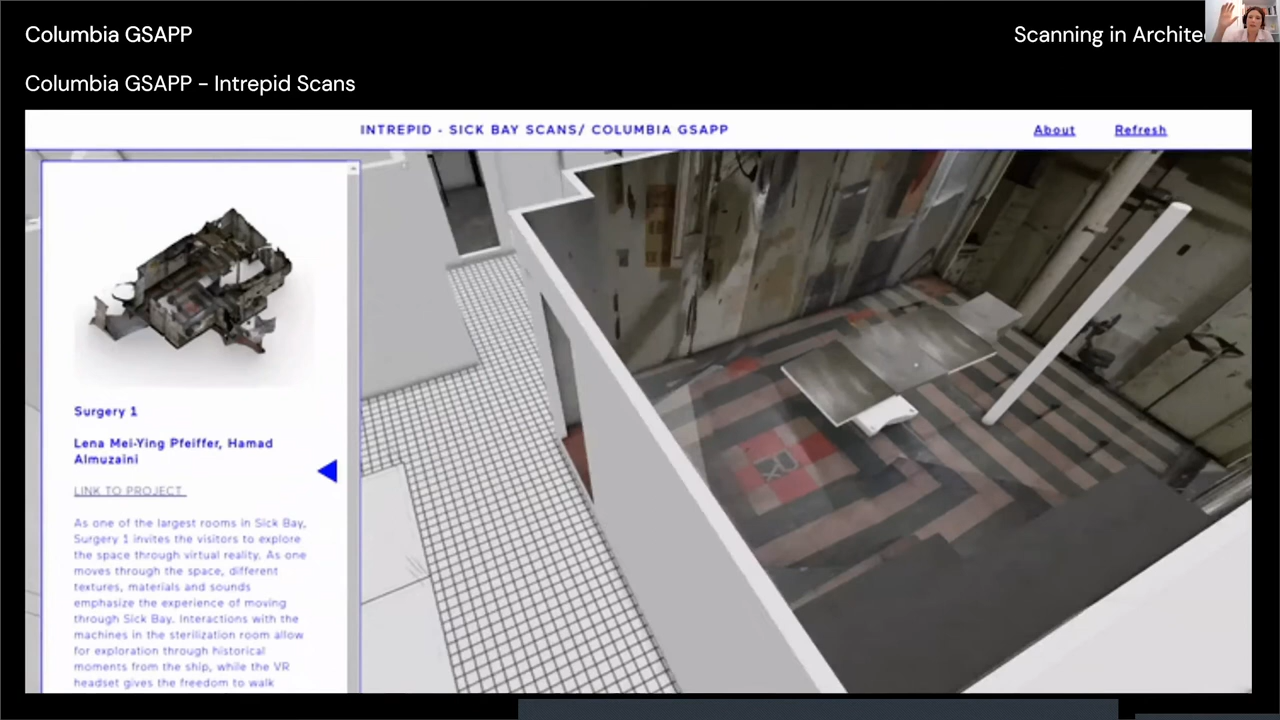 Columbia GSAPP
Scanning in Archite
Columbia GSAPP – Intrepid Scans
INTREPID - SICK BAY SCANS/ COLUMBIA GSAPP
About
Refresh
Surgery 1
Lena Mei-Ying Pfeiffer, Hamad
Almuzaini
LINK TO PROJECT
As one of the largest rooms in Sick Bay,
Surgery 1 invites the visitors to explore
the space through virtual reality. As one
moves through the space, different
textures, materials and sounds
emphasize the experience of moving
through Sick Bay. Interactions with the
machines in the sterilization room allow
for exploration through historical
moments from the ship, while the VR
headset gives the freedom to walk